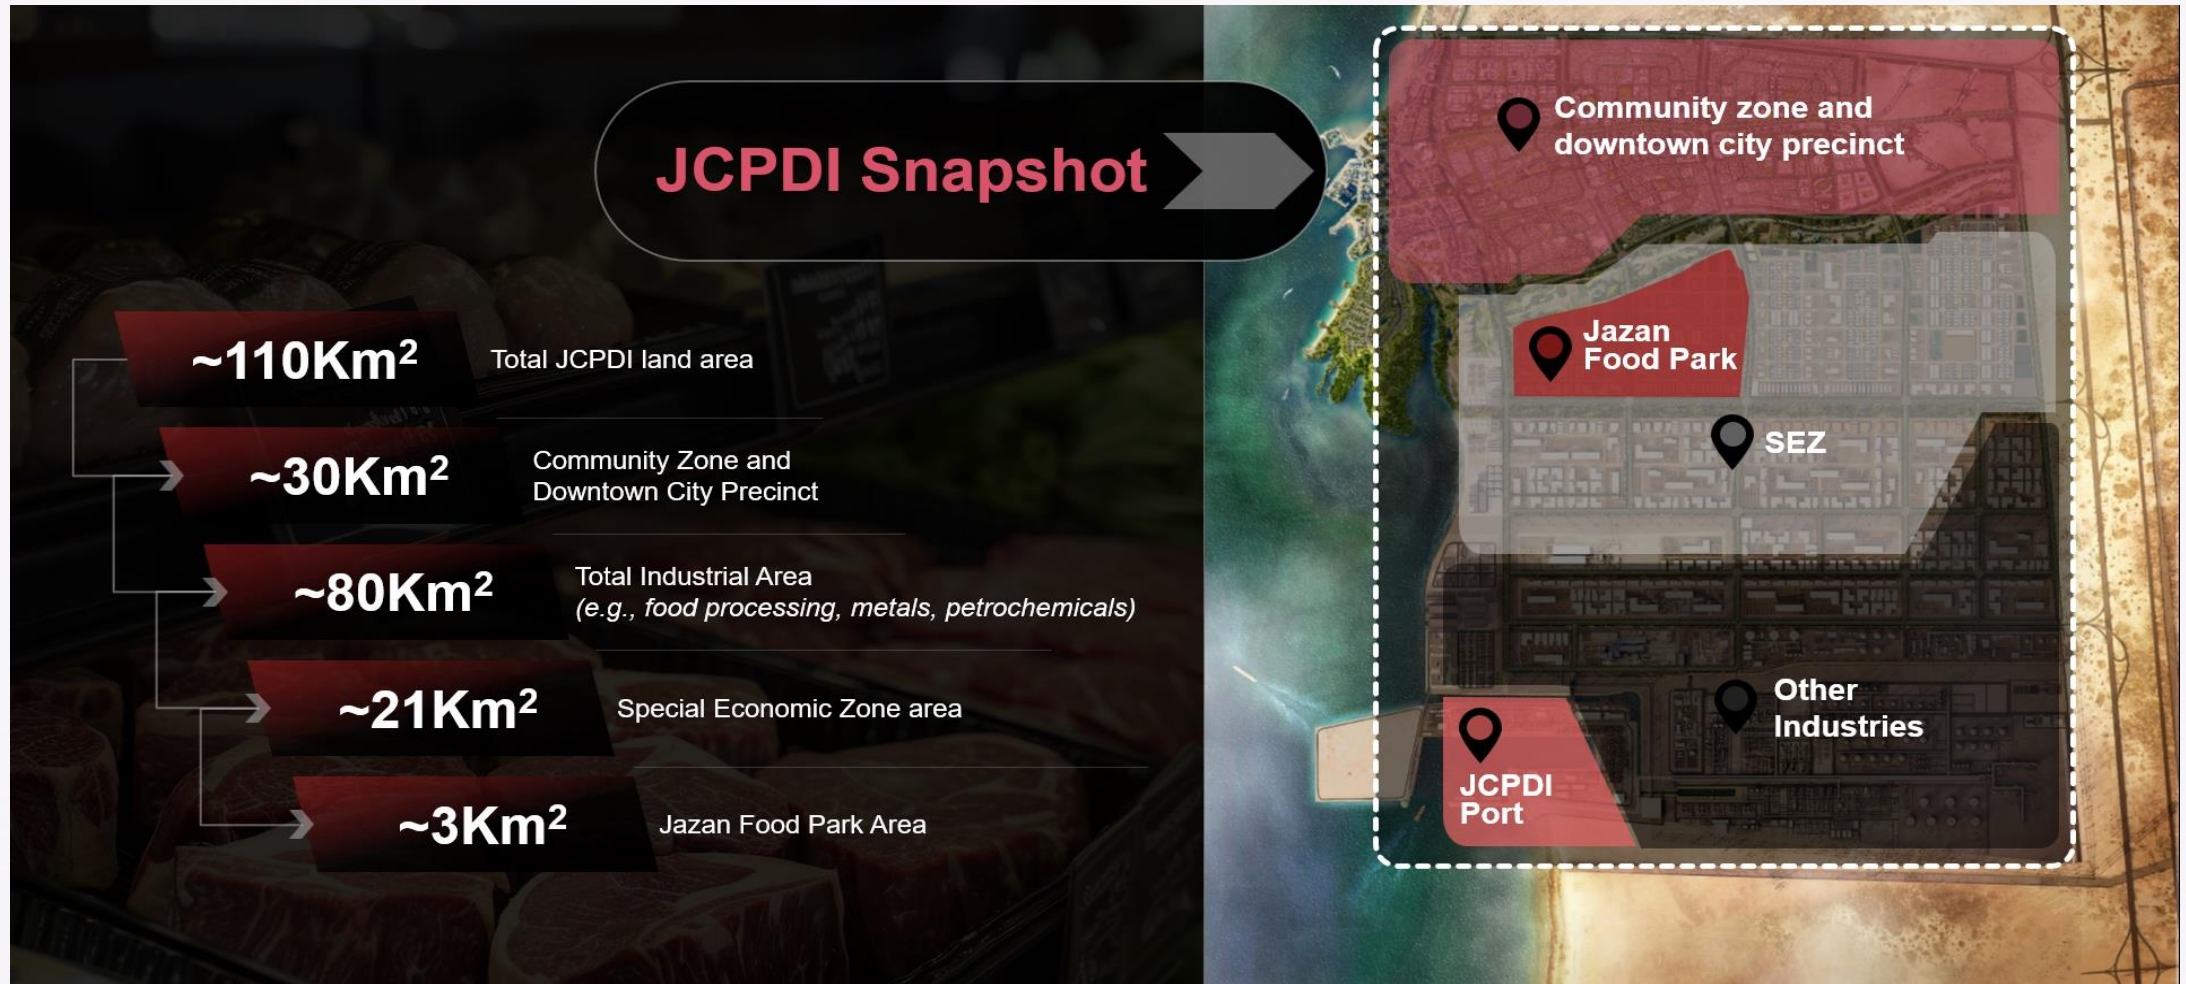 JCPDI Snapshot
~110Km²
Total JCPDI land area
~30Km²
Community Zone and
Downtown City Precinct
~80Km²
Total Industrial Area
(e.g., food processing, metals, petrochemicals)
~21Km²
Special Economic Zone area
~3Km²
Jazan Food Park Area
Community zone and
downtown city precinct
Jazan
Food Park
SEZ
Other
Industries
JCPDI
Port